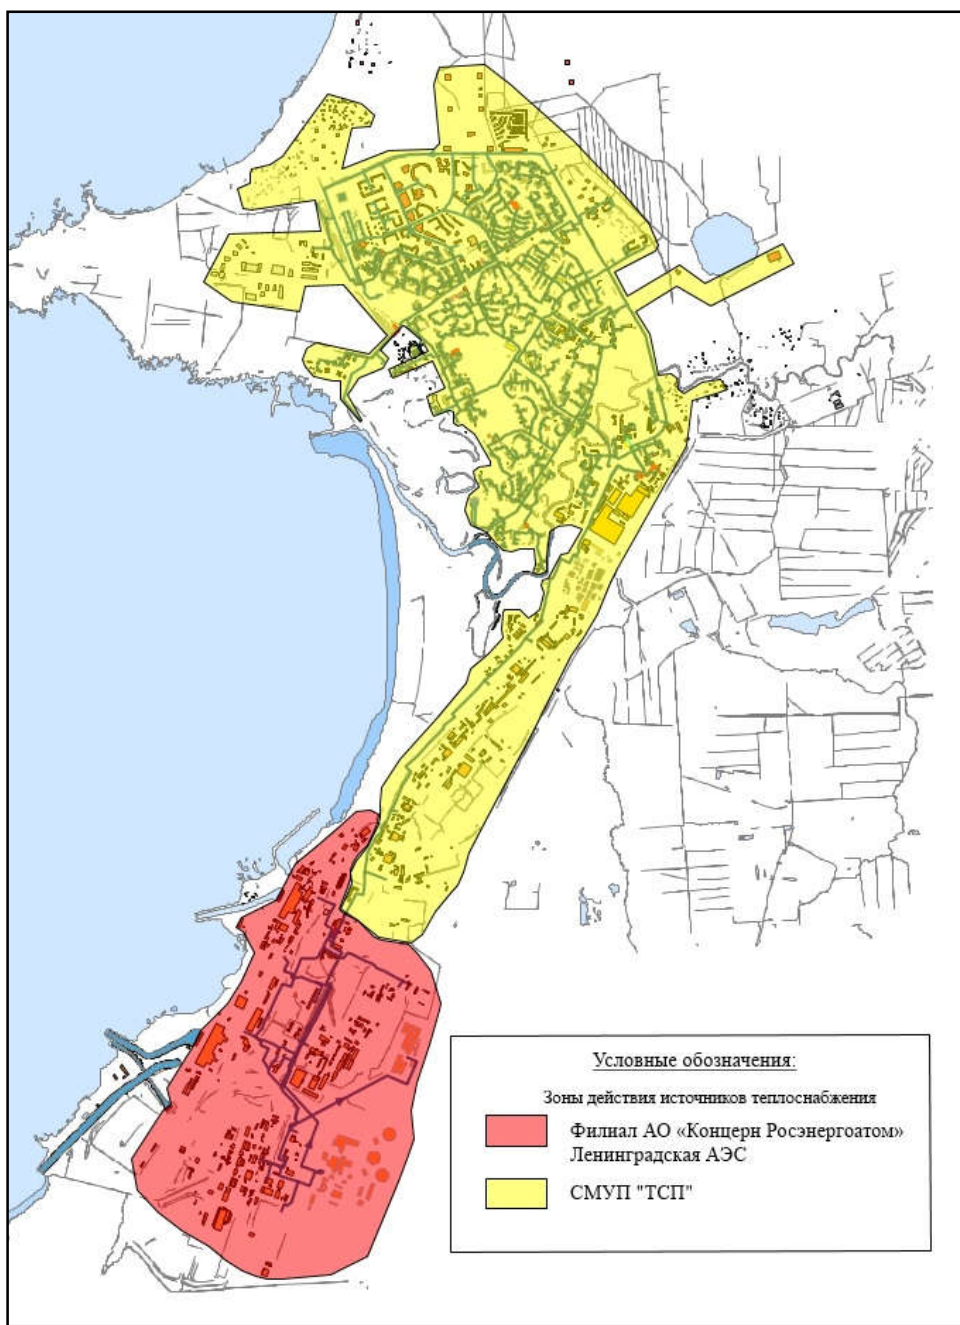 Условные обозначения:
Зоны действия источников теплоснабжения
Филиал АО «Концерн Росэнергоатом»
Ленинградская АЭС
СМУП "ТСП"